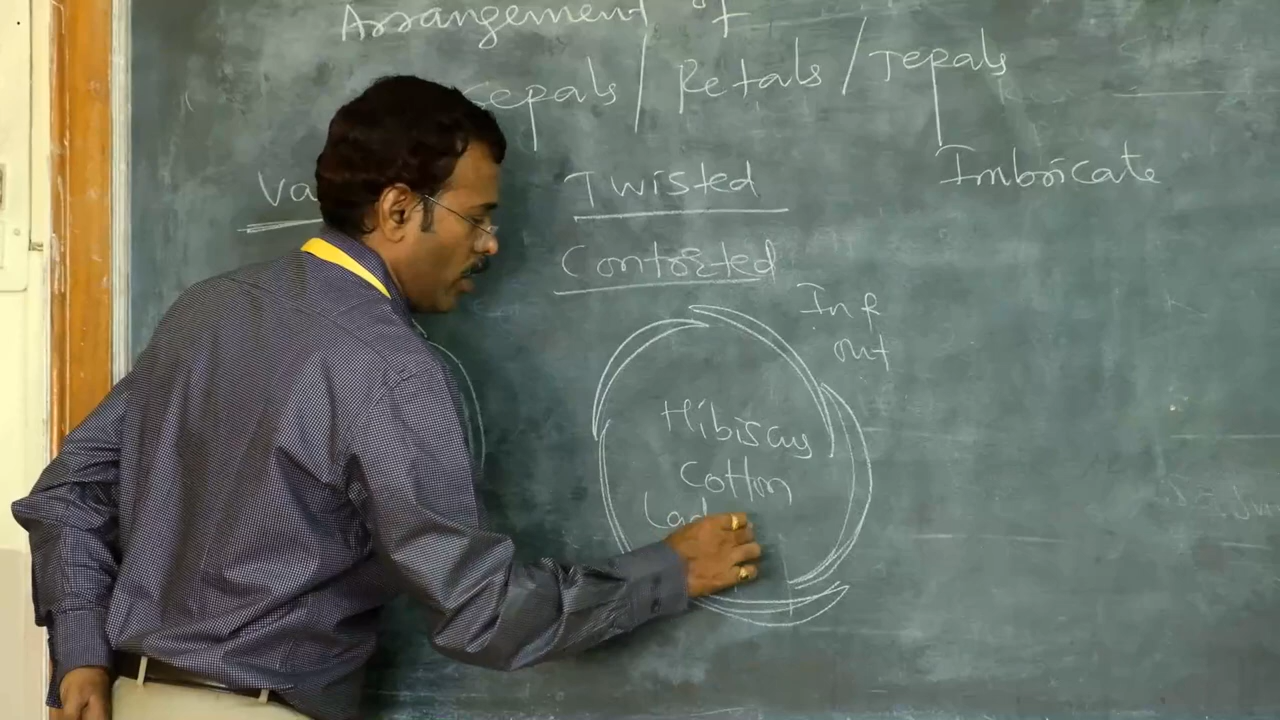 Arrangement of
Sepals / Petals / Tepals
Va
Twisted
Imbricate
Contorted
In &
out
Hibiscus
Cotton
Lad